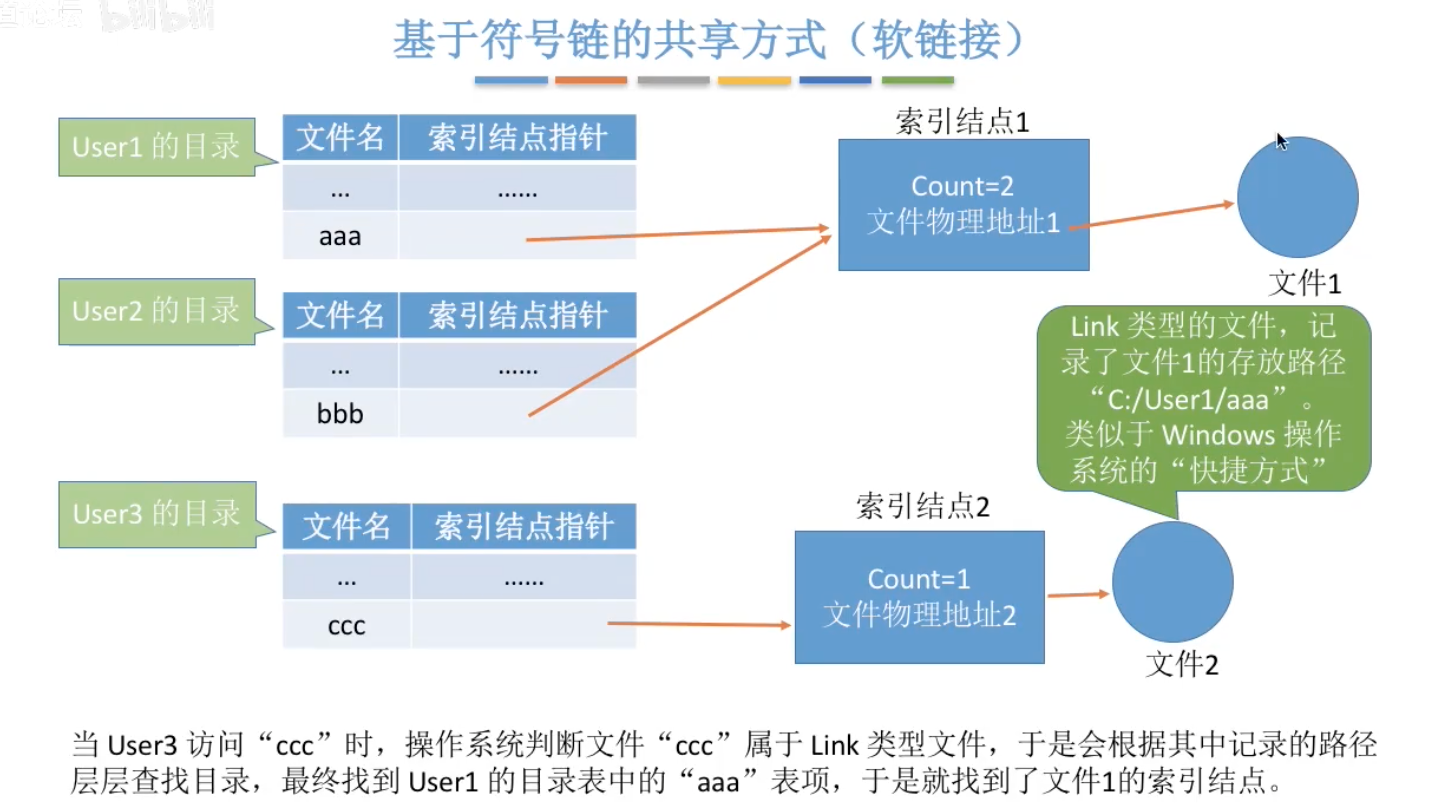 bilibili
基于符号链的共享方式（软链接）
User1 的目录
文件名 索引结点指针
... ......
aaa
User2 的目录
文件名 索引结点指针
... ......
bbb
User3 的目录
文件名 索引结点指针
... ......
ccc
索引结点1
Count=2
文件物理地址1
文件1
Link 类型的文件，记
录了文件1的存放路径
“C:/User1/aaa”。
类似于 Windows 操作
系统的“快捷方式”
索引结点2
Count=1
文件物理地址2
文件2
当 User3 访问“ccc”时，操作系统判断文件“ccc”属于 Link 类型文件，于是会根据其中记录的路径
层层查找目录，最终找到 User1 的目录表中的“aaa”表项，于是就找到了文件1的索引结点。